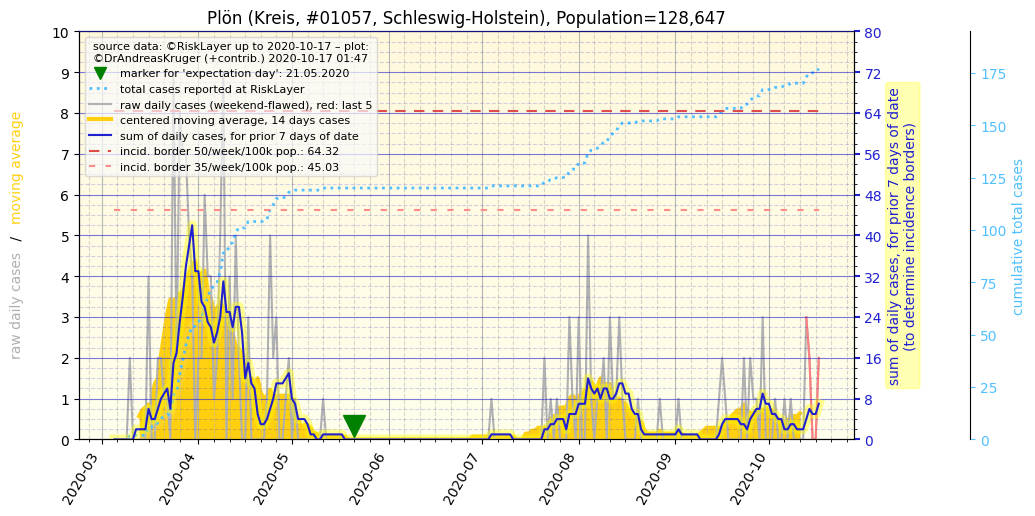 Plön (Kreis, #01057, Schleswig-Holstein), Population=128,647
source data: ©RiskLayer up to 2020-10-17 – plot:
©DrAndreasKruger (+contrib.) 2020-10-17 01:47
marker for 'expectation day': 21.05.2020
total cases reported at RiskLayer
raw daily cases (weekend-flawed), red: last 5
centered moving average, 14 days cases
sum of daily cases, for prior 7 days of date
incid. border 50/week/100k pop.: 64.32
incid. border 35/week/100k pop.: 45.03
raw daily cases / moving average
10
9
8
7
6
5
4
3
2
1
0
80
72
64
56
48
40
32
24
16
8
0
sum of daily cases, for prior 7 days of date
(to determine incidence borders)
175
150
125
100
75
50
25
0
cumulative total cases
2020-03
2020-04
2020-05
2020-06
2020-07
2020-08
2020-09
2020-10